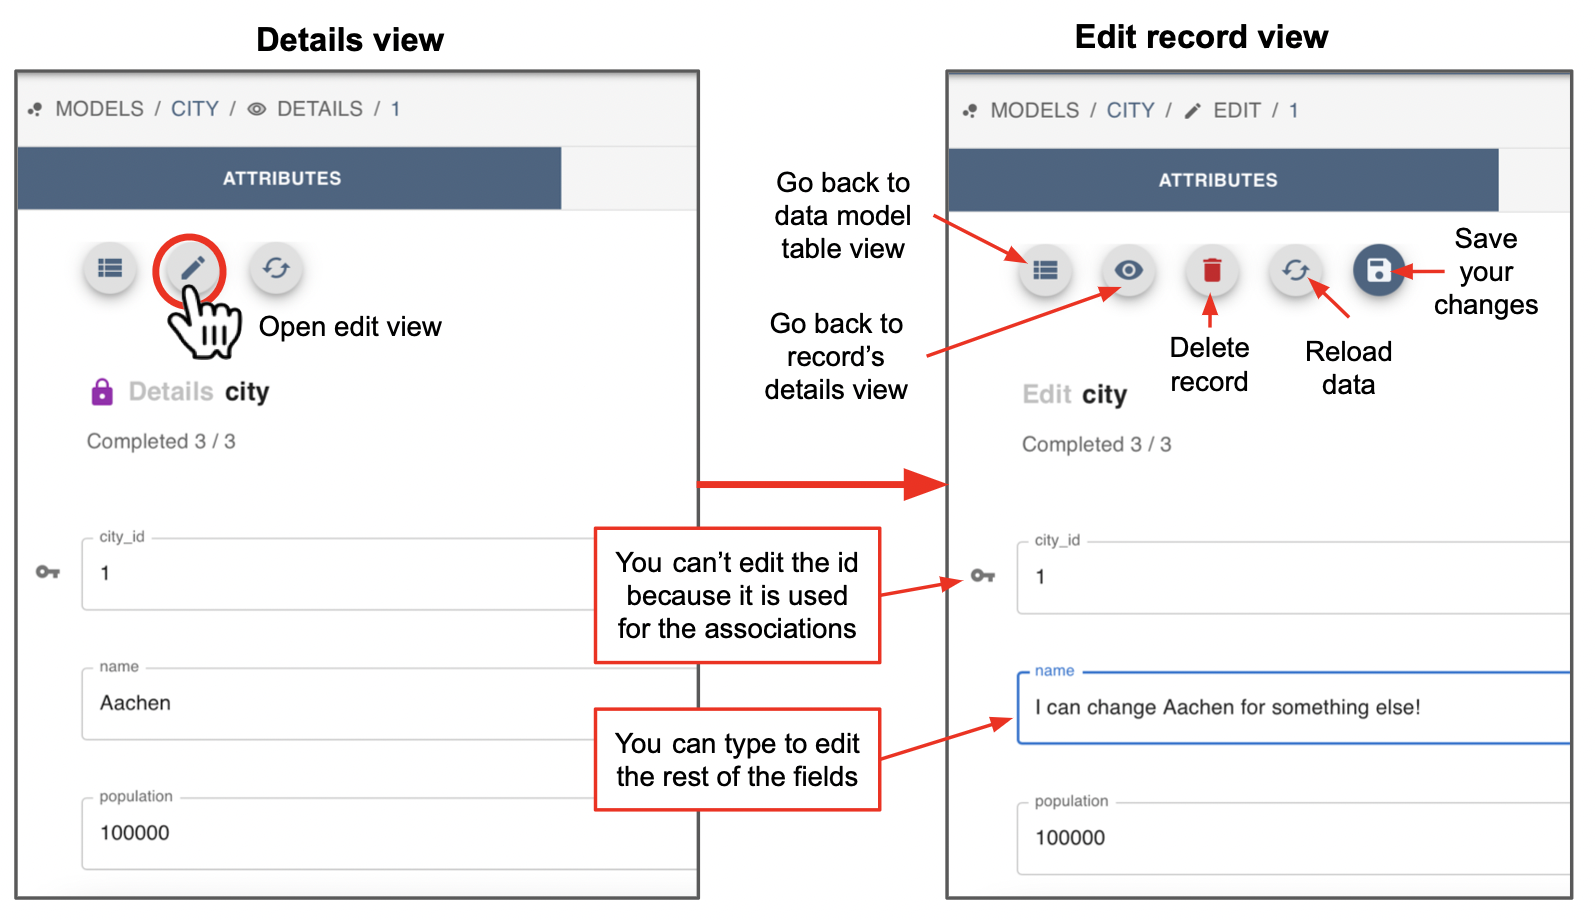 Details view
MODELS / CITY / DETAILS / 1
ATTRIBUTES
Open edit view
Details city
Completed 3 / 3
city_id
1
name
Aachen
population
100000
Edit record view
MODELS / CITY / EDIT / 1
ATTRIBUTES
Go back to
data model
table view
Go back to
record’s
details view
Delete
record
Reload
data
Save
your
changes
Edit city
Completed 3 / 3
You can’t edit the id
because it is used
for the associations
city_id
1
You can type to edit
the rest of the fields
name
I can change Aachen for something else!
population
100000